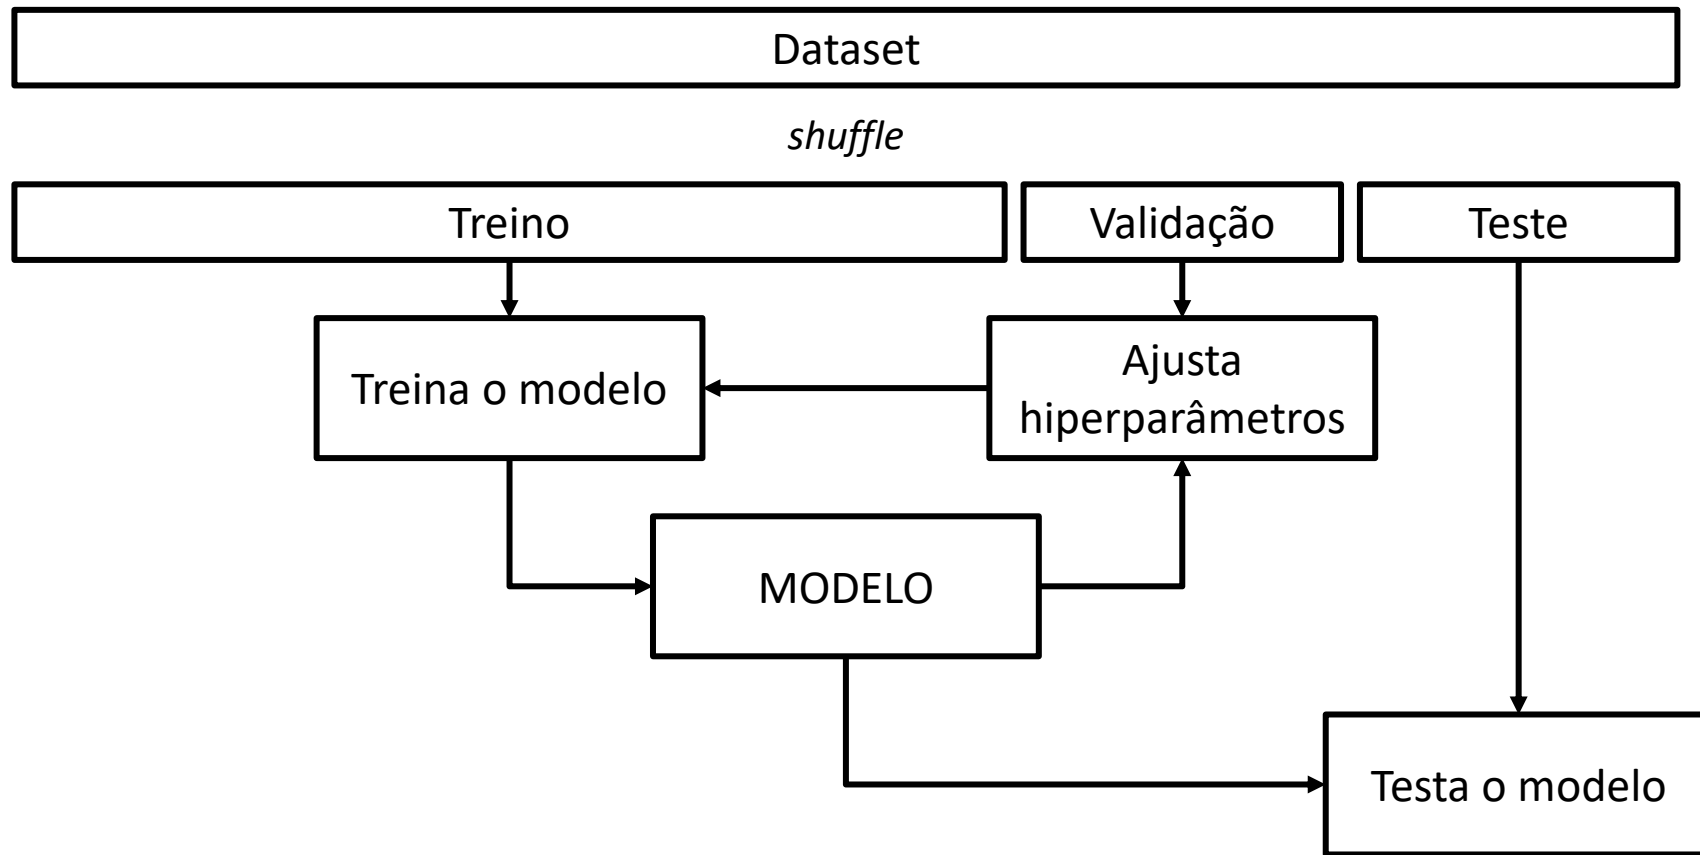 Dataset
shuffle
Treino
Validação
Teste
Treina o modelo
Ajusta
hiperparâmetros
MODELO
Testa o modelo